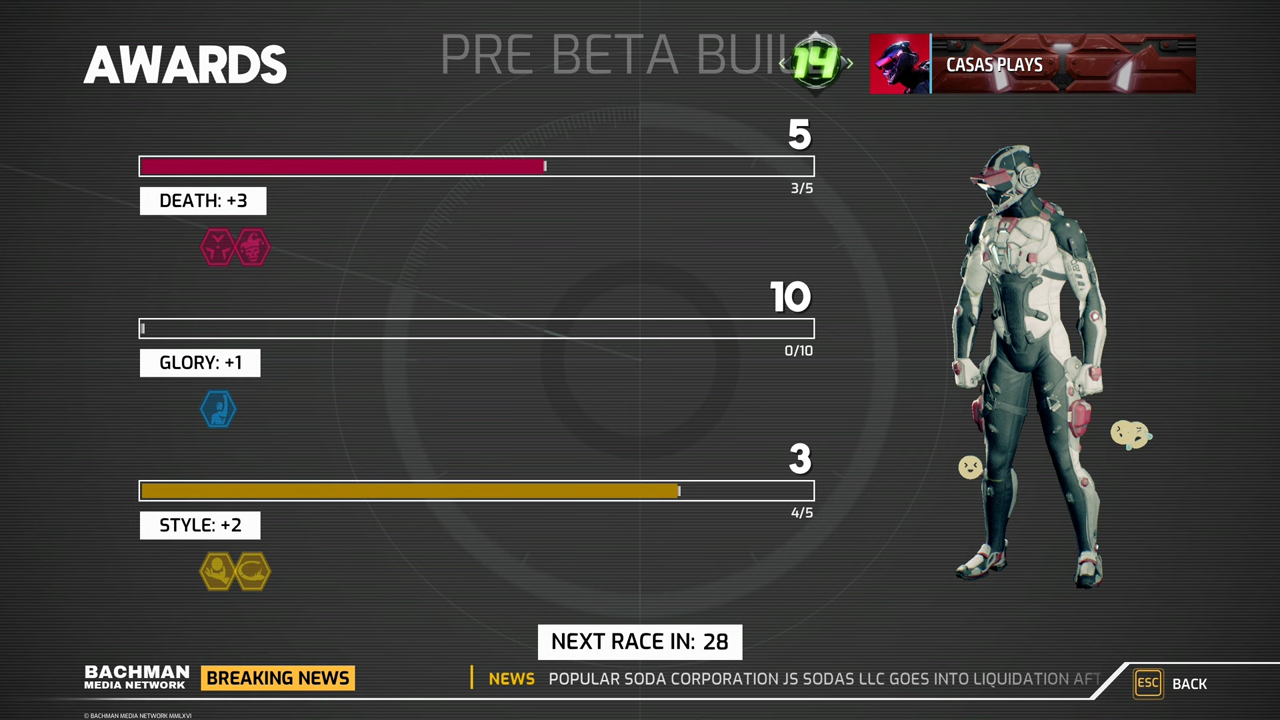 AWARDS
PRE BETA BUILD
14
CASAS PLAYS
5
3/5
DEATH: +3
10
0/10
GLORY: +1
3
4/5
STYLE: +2
NEXT RACE IN: 28
BACHMAN
MEDIA NETWORK
BREAKING NEWS
NEWS
POPULAR SODA CORPORATION JS SODAS LLC GOES INTO LIQUIDATION AFT
ESC
BACK
© BACHMAN MEDIA NETWORK MMLXVI